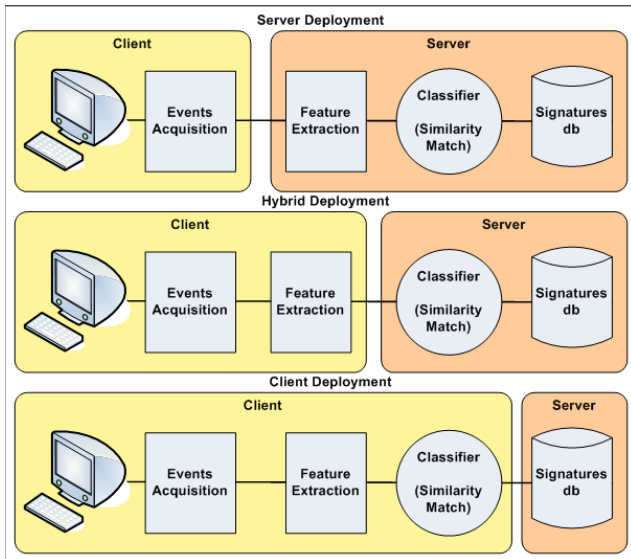 Server Deployment
Client
Server
Events
Acquisition
Feature
Extraction
Classifier
(Similarity
Match)
Signatures
db
Hybrid Deployment
Client
Server
Events
Acquisition
Feature
Extraction
Classifier
(Similarity
Match)
Signatures
db
Client Deployment
Client
Server
Events
Acquisition
Feature
Extraction
Classifier
(Similarity
Match)
Signatures
db